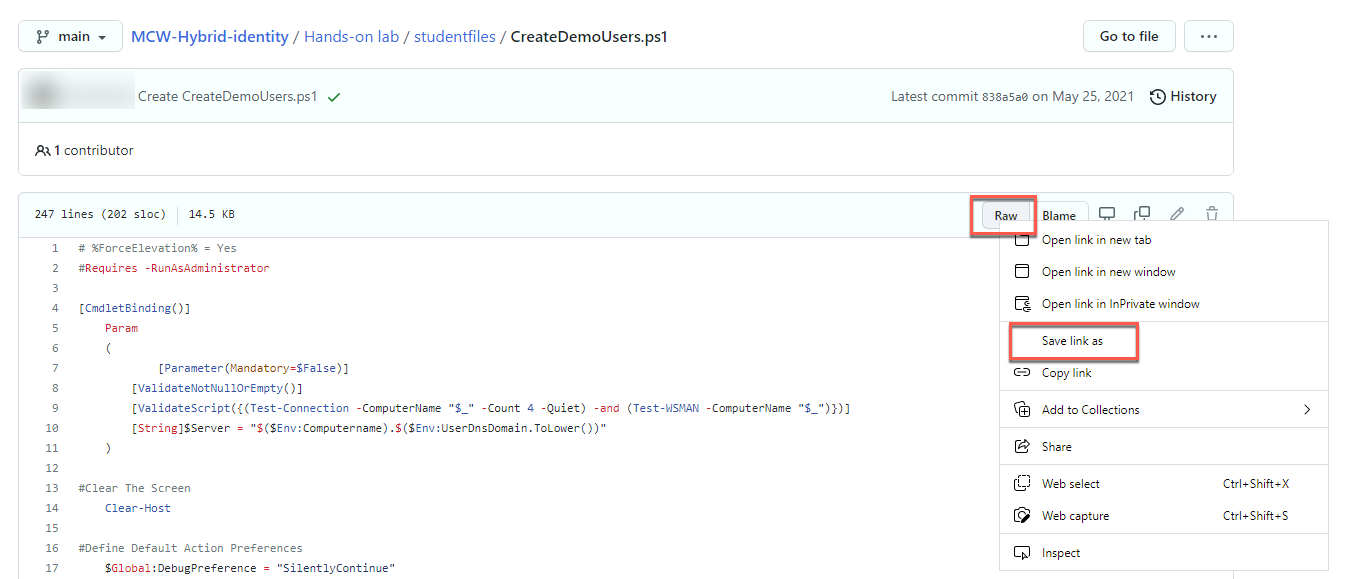 main MCW-Hybrid-identity / Hands-on lab / studentfiles / CreateDemoUsers.ps1 Go to file ...
Create CreateDemoUsers.ps1 Latest commit 838a5a0 on May 25, 2021 History
1 contributor
247 lines (202 sloc) 14.5 KB Raw Blame
1 # %ForceElevation% = Yes
2 #Requires -RunAsAdministrator
3
4 [CmdletBinding()]
5 Param
6 (
7 [Parameter(Mandatory=$False)]
8 [ValidateNotNullOrEmpty()]
9 [ValidateScript({(Test-Connection -ComputerName "$_" -Count 4 -Quiet) -and (Test-WSMAN -ComputerName "$_")})]
10 [String]$Server = "$($Env:Computername).$($Env:UserDnsDomain.ToLower())"
11 )
12
13 #Clear The Screen
14 Clear-Host
15
16 #Define Default Action Preferences
17 $Global:DebugPreference = "SilentlyContinue"
Open link in new tab
Open link in new window
Open link in InPrivate window
Save link as
Copy link
Add to Collections
Share
Web select Ctrl+Shift+X
Web capture Ctrl+Shift+S
Inspect